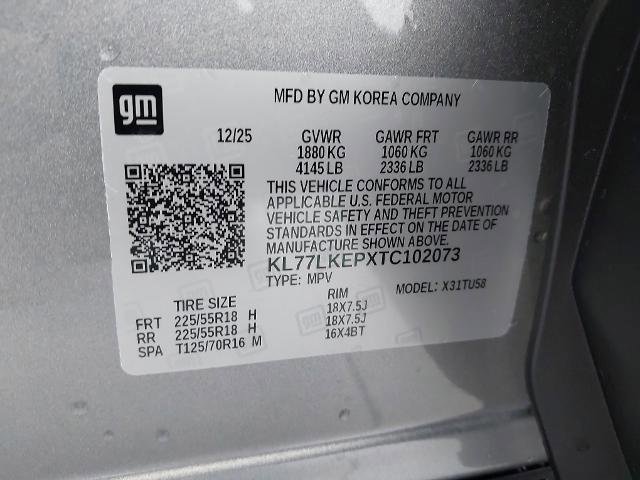 gm
MFD BY GM KOREA COMPANY
12/25 GVWR GAWR FRT GAWR RR
1880 KG 1060 KG 1060 KG
4145 LB 2336 LB 2336 LB
THIS VEHICLE CONFORMS TO ALL
APPLICABLE U.S. FEDERAL MOTOR
VEHICLE SAFETY AND THEFT PREVENTION
STANDARDS IN EFFECT ON THE DATE OF
MANUFACTURE SHOWN ABOVE.
KL77LKEPXTC102073
TYPE: MPV MODEL: X31TU58
TIRE SIZE RIM
FRT 225/55R18 H 18X7.5J
RR 225/55R18 H 18X7.5J
SPA T125/70R16 M 16X4BT